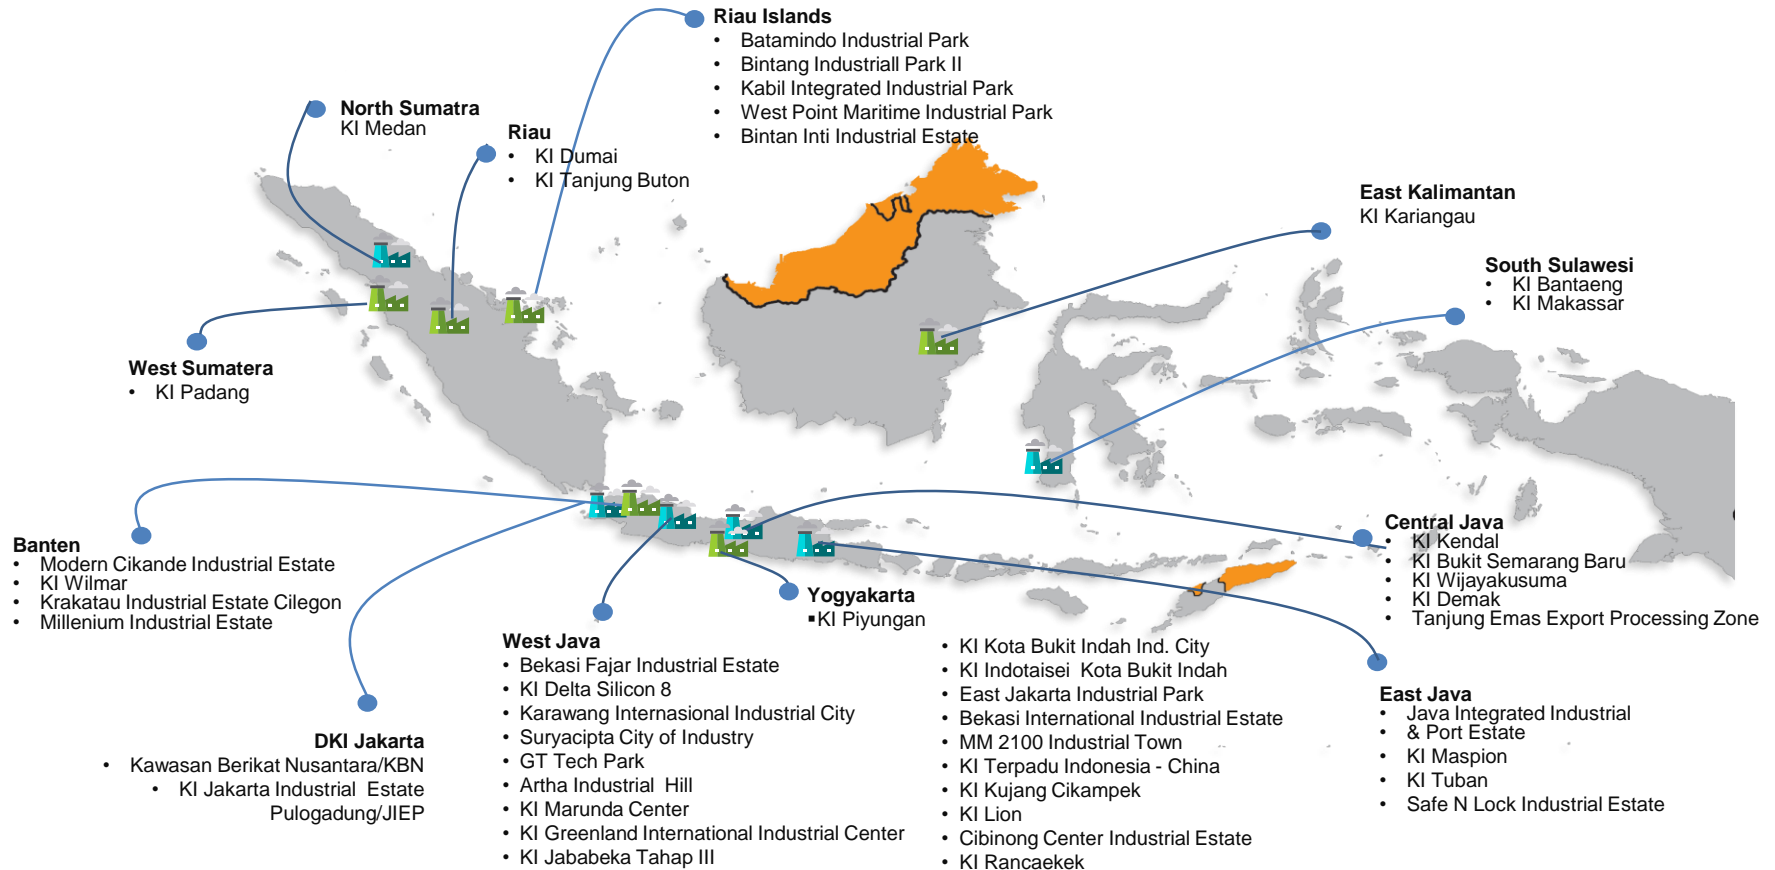 Riau Islands
• Batamindo Industrial Park
• Bintang Industriall Park II
• Kabil Integrated Industrial Park
• West Point Maritime Industrial Park
• Bintan Inti Industrial Estate
North Sumatra
KI Medan
Riau
• KI Dumai
• KI Tanjung Buton
East Kalimantan
KI Kariangau
South Sulawesi
• KI Bantaeng
• KI Makassar
West Sumatera
• KI Padang
Banten
• Modern Cikande Industrial Estate
• KI Wilmar
• Krakatau Industrial Estate Cilegon
• Millenium Industrial Estate
Central Java
• KI Kendal
• KI Bukit Semarang Baru
• KI Wijayakusuma
• KI Demak
• Tanjung Emas Export Processing Zone
Yogyakarta
▪KI Piyungan
DKI Jakarta
• Kawasan Berikat Nusantara/KBN
• KI Jakarta Industrial Estate
Pulogadung/JIEP
West Java
• Bekasi Fajar Industrial Estate
• KI Delta Silicon 8
• Karawang Internasional Industrial City
• Suryacipta City of Industry
• GT Tech Park
• Artha Industrial Hill
• KI Marunda Center
• KI Greenland International Industrial Center
• KI Jababeka Tahap III
• KI Kota Bukit Indah Ind. City
• KI Indotaisei Kota Bukit Indah
• East Jakarta Industrial Park
• Bekasi International Industrial Estate
• MM 2100 Industrial Town
• KI Terpadu Indonesia - China
• KI Kujang Cikampek
• KI Lion
• Cibinong Center Industrial Estate
• KI Rancaekek
East Java
• Java Integrated Industrial
• & Port Estate
• KI Maspion
• KI Tuban
• Safe N Lock Industrial Estate